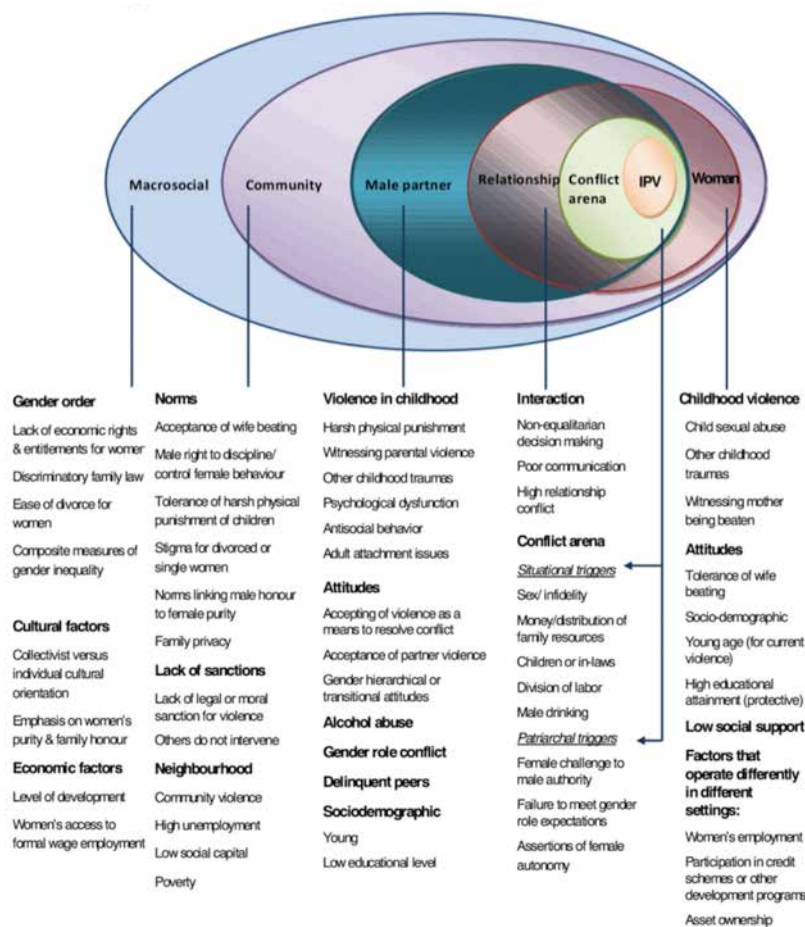 Macrosocial
Community
Male partner
Relationship
Conflict
arena
IPV
Woman
Gender order
Lack of economic rights
& entitlements for women
Discriminatory family law
Ease of divorce for
women
Composite measures of
gender inequality
Cultural factors
Collectivist versus
individual cultural
orientation
Emphasis on women's
purity & family honour
Economic factors
Level of development
Women's access to
formal wage employment
Norms
Acceptance of wife beating
Male right to discipline/
control female behaviour
Tolerance of harsh physical
punishment of children
Stigma for divorced or
single women
Norms linking male honour
to female purity
Family privacy
Lack of sanctions
Lack of legal or moral
sanction for violence
Others do not intervene
Neighbourhood
Community violence
High unemployment
Low social capital
Poverty
Violence in childhood
Harsh physical punishment
Witnessing parental violence
Other childhood traumas
Psychological dysfunction
Antisocial behavior
Adult attachment issues
Attitudes
Accepting of violence as a
means to resolve conflict
Acceptance of partner violence
Gender hierarchical or
transitional attitudes
Alcohol abuse
Gender role conflict
Delinquent peers
Sociodemographic
Young
Low educational level
Interaction
Non-equalitarian
decision making
Poor communication
High relationship
conflict
Conflict arena
Situational triggers
Sex/ infidelity
Money/distribution of
family resources
Children or in-laws
Division of labor
Male drinking
Patriarchal triggers
Female challenge to
male authority
Failure to meet gender
role expectations
Assertions of female
autonomy
Childhood violence
Child sexual abuse
Other childhood
traumas
Witnessing mother
being beaten
Attitudes
Tolerance of wife
beating
Socio-demographic
Young age (for current
violence)
High educational
attainment (protective)
Low social support
Factors that
operate differently
in different
settings:
Women's employment
Participation in credit
schemes or other
development programs
Asset ownership